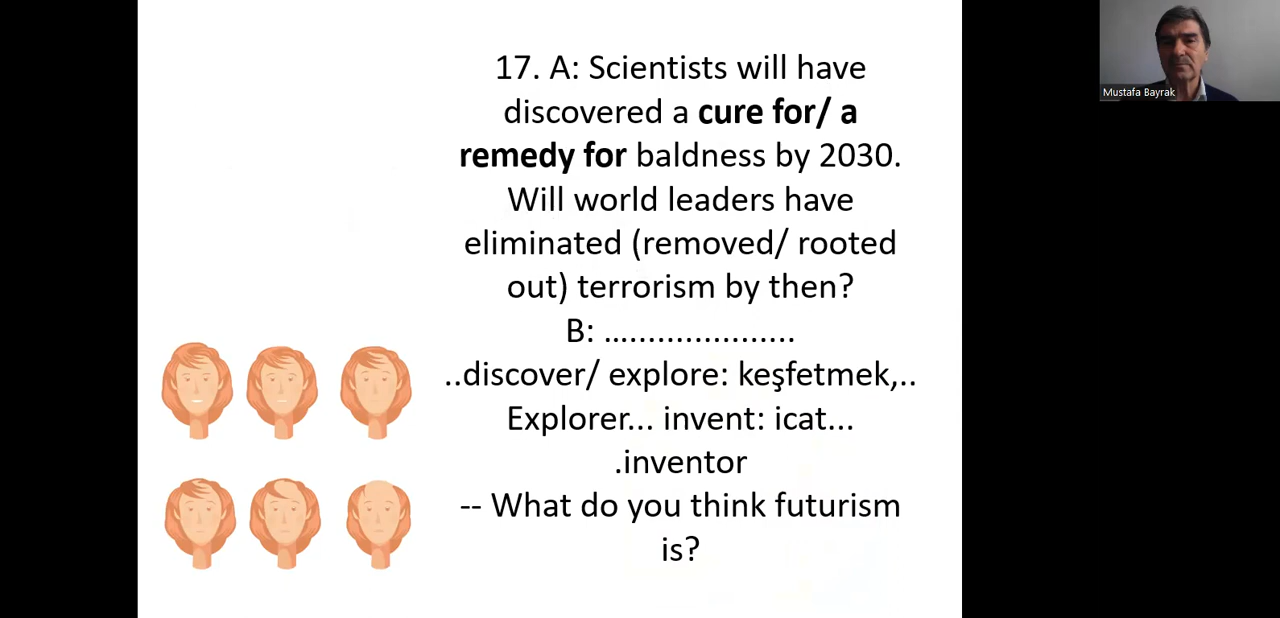 17. A: Scientists will have
discovered a cure for/ a
remedy for baldness by 2030.
Will world leaders have
eliminated (removed/ rooted
out) terrorism by then?
B: .....................
..discover/ explore: keşfetmek,..
Explorer... invent: icat...
.inventor
-- What do you think futurism
is?
Mustafa Bayrak